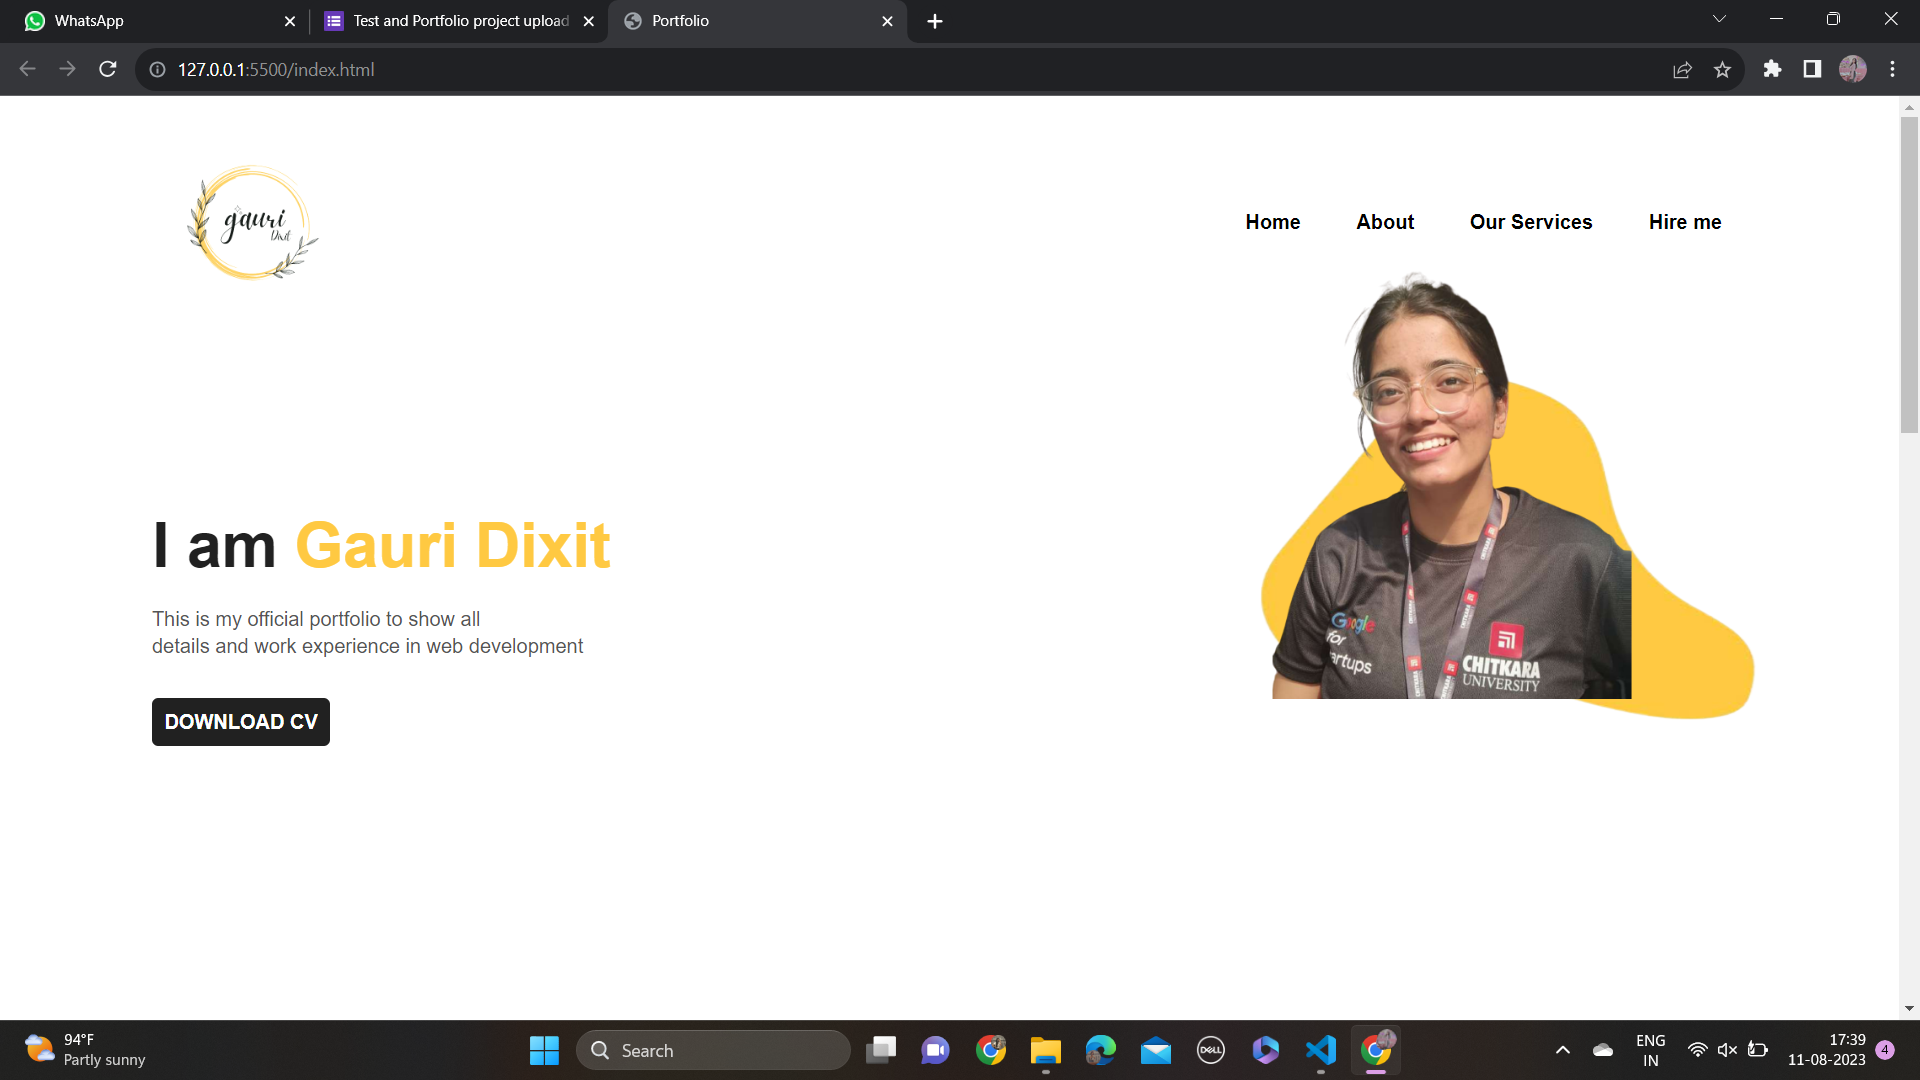 WhatsApp
Test and Portfolio project upload
Portfolio
127.0.0.1:5500/index.html
gauri
Dixit
Home About Our Services Hire me
I am Gauri Dixit
This is my official portfolio to show all
details and work experience in web development
DOWNLOAD CV
Google
for
artups
CHITKARA
UNIVERSITY
94°F
Partly sunny
Search
DELL
ENG
IN
17:39
11-08-2023
4